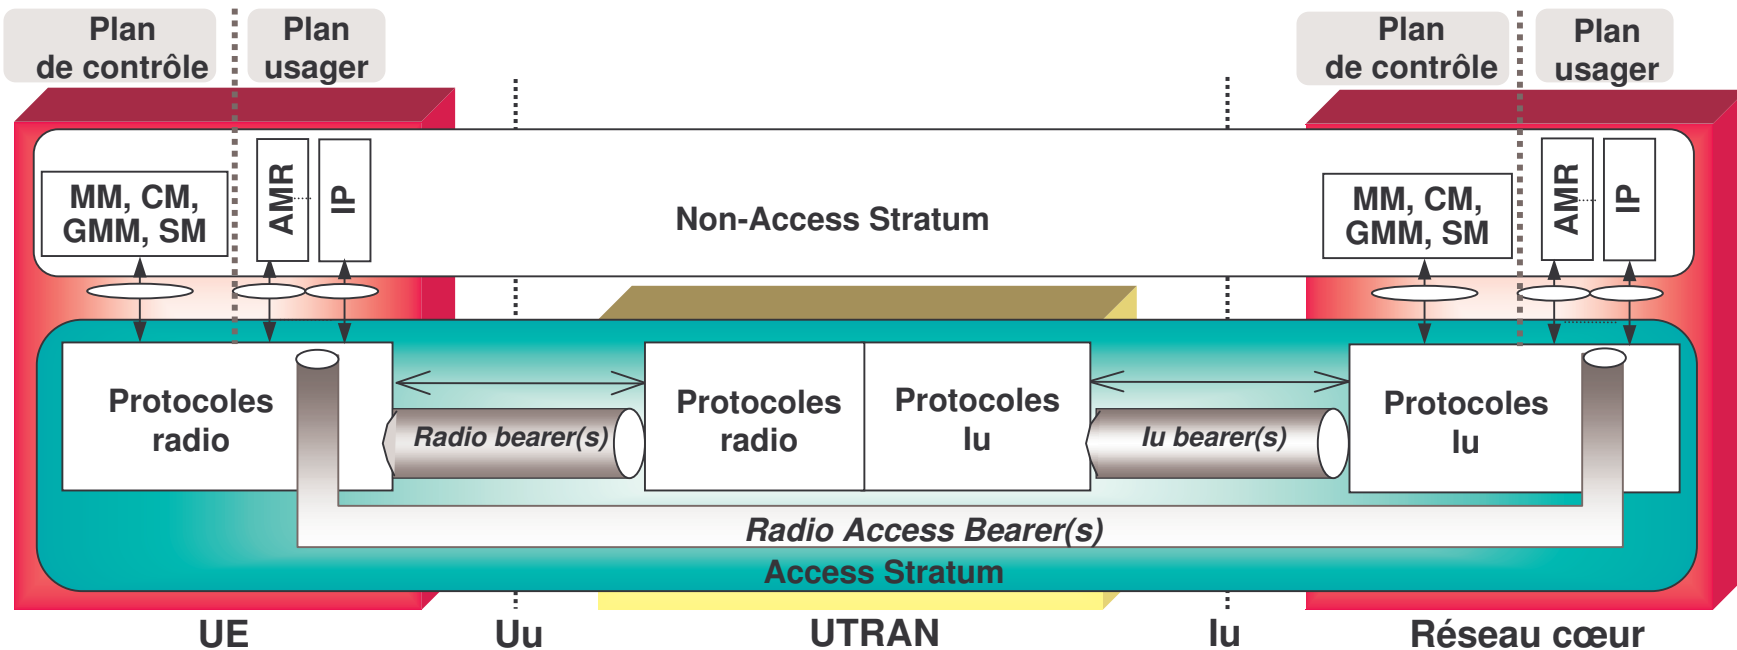 Plan
de contrôle
Plan
usager
Plan
de contrôle
Plan
usager
MM, CM,
GMM, SM
AMR
IP
Non-Access Stratum
MM, CM,
GMM, SM
AMR
IP
Protocoles
radio
Radio bearer(s)
Protocoles
radio
Protocoles
Iu
Iu bearer(s)
Protocoles
Iu
Radio Access Bearer(s)
Access Stratum
UE
Uu
UTRAN
Iu
Réseau cœur